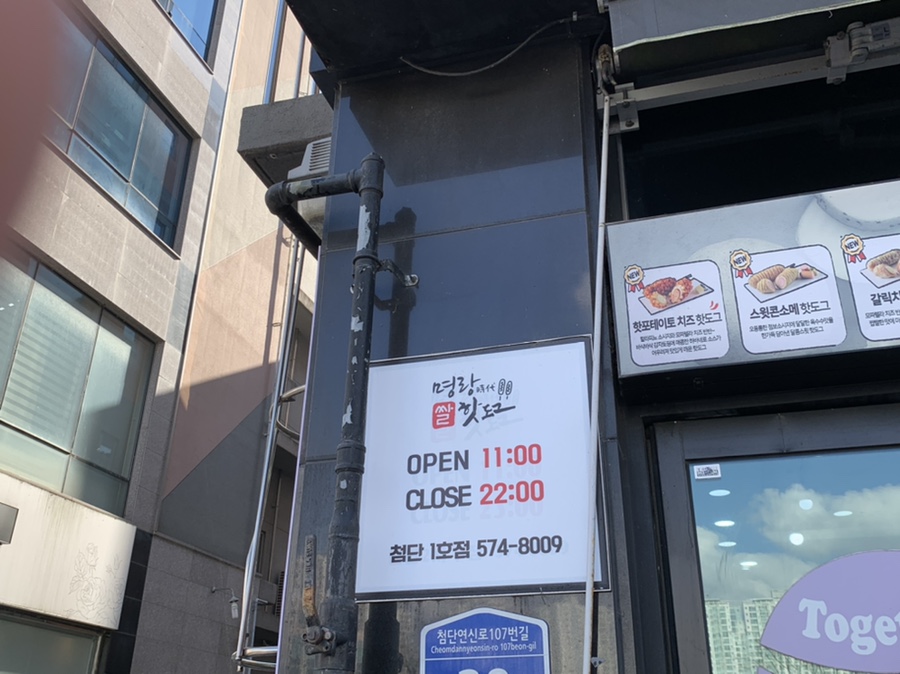 명랑時代
쌀핫도그
OPEN 11:00
CLOSE 22:00
첨단 1호점 574-8009
첨단연신로107번길
Cheomdannyeonsin-ro 107beon-gil
NEW
핫포테이토 치즈 핫도그
NEW
스윗콘소메 핫도그
NEW
갈릭치
Toge